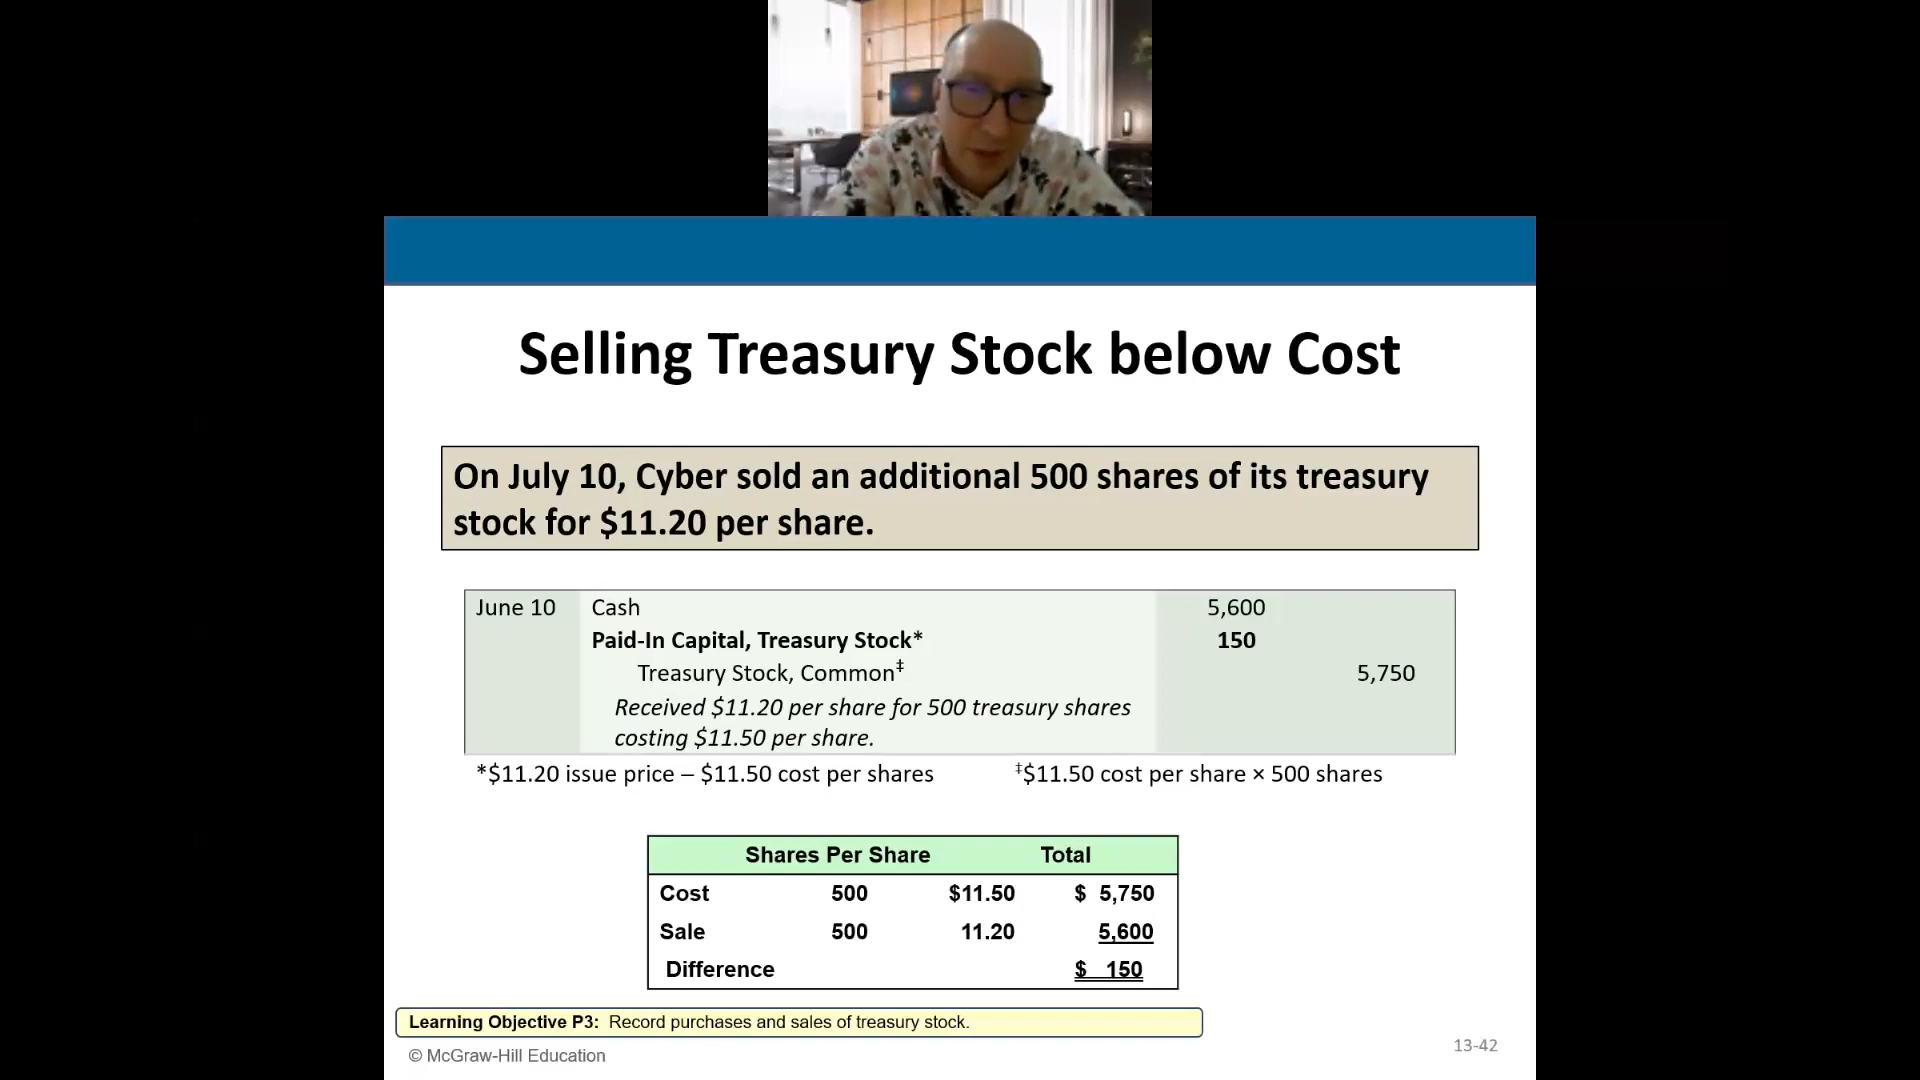 Selling Treasury Stock below Cost
On July 10, Cyber sold an additional 500 shares of its treasury
stock for $11.20 per share.
June 10 Cash 5,600
Paid-In Capital, Treasury Stock* 150
Treasury Stock, Common‡ 5,750
Received $11.20 per share for 500 treasury shares
costing $11.50 per share.
*$11.20 issue price – $11.50 cost per shares ‡$11.50 cost per share × 500 shares
Shares Per Share Total
Cost 500 $11.50 $ 5,750
Sale 500 11.20 5,600
Difference $ 150
Learning Objective P3: Record purchases and sales of treasury stock.
© McGraw-Hill Education
13-42